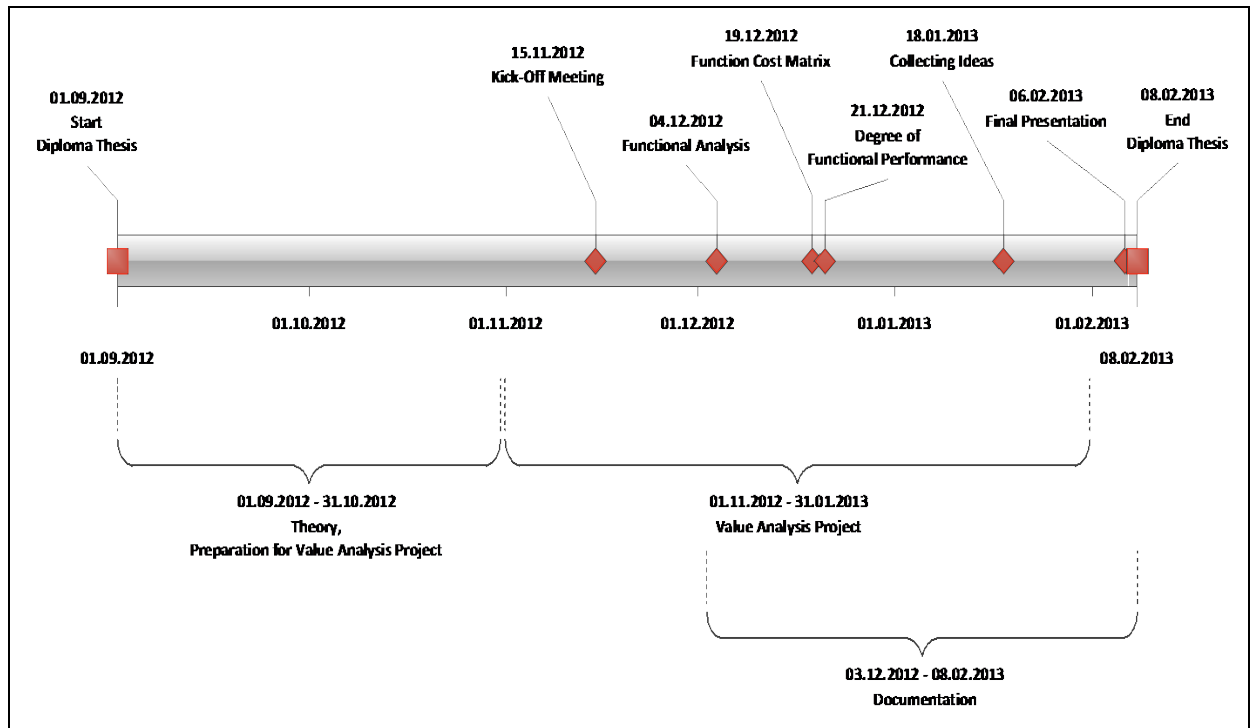 01.09.2012
Start
Diploma Thesis
15.11.2012
Kick-Off Meeting
04.12.2012
Functional Analysis
19.12.2012
Function Cost Matrix
21.12.2012
Degree of
Functional Performance
18.01.2013
Collecting Ideas
06.02.2013
Final Presentation
08.02.2013
End
Diploma Thesis
01.10.2012
01.11.2012
01.12.2012
01.01.2013
01.02.2013
01.09.2012
08.02.2013
01.09.2012 - 31.10.2012
Theory,
Preparation for Value Analysis Project
01.11.2012 - 31.01.2013
Value Analysis Project
03.12.2012 - 08.02.2013
Documentation